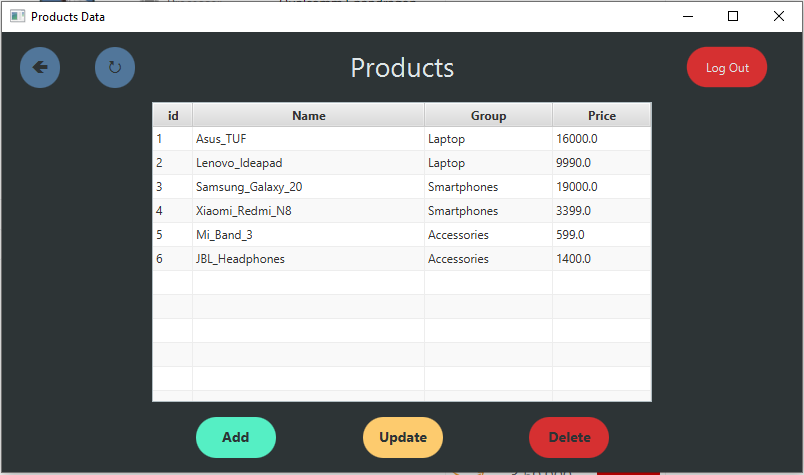 Products Data
Products
Log Out
id Name Group Price
1 Asus_TUF Laptop 16000.0
2 Lenovo_Ideapad Laptop 9990.0
3 Samsung_Galaxy_20 Smartphones 19000.0
4 Xiaomi_Redmi_N8 Smartphones 3399.0
5 Mi_Band_3 Accessories 599.0
6 JBL_Headphones Accessories 1400.0
Add Update Delete